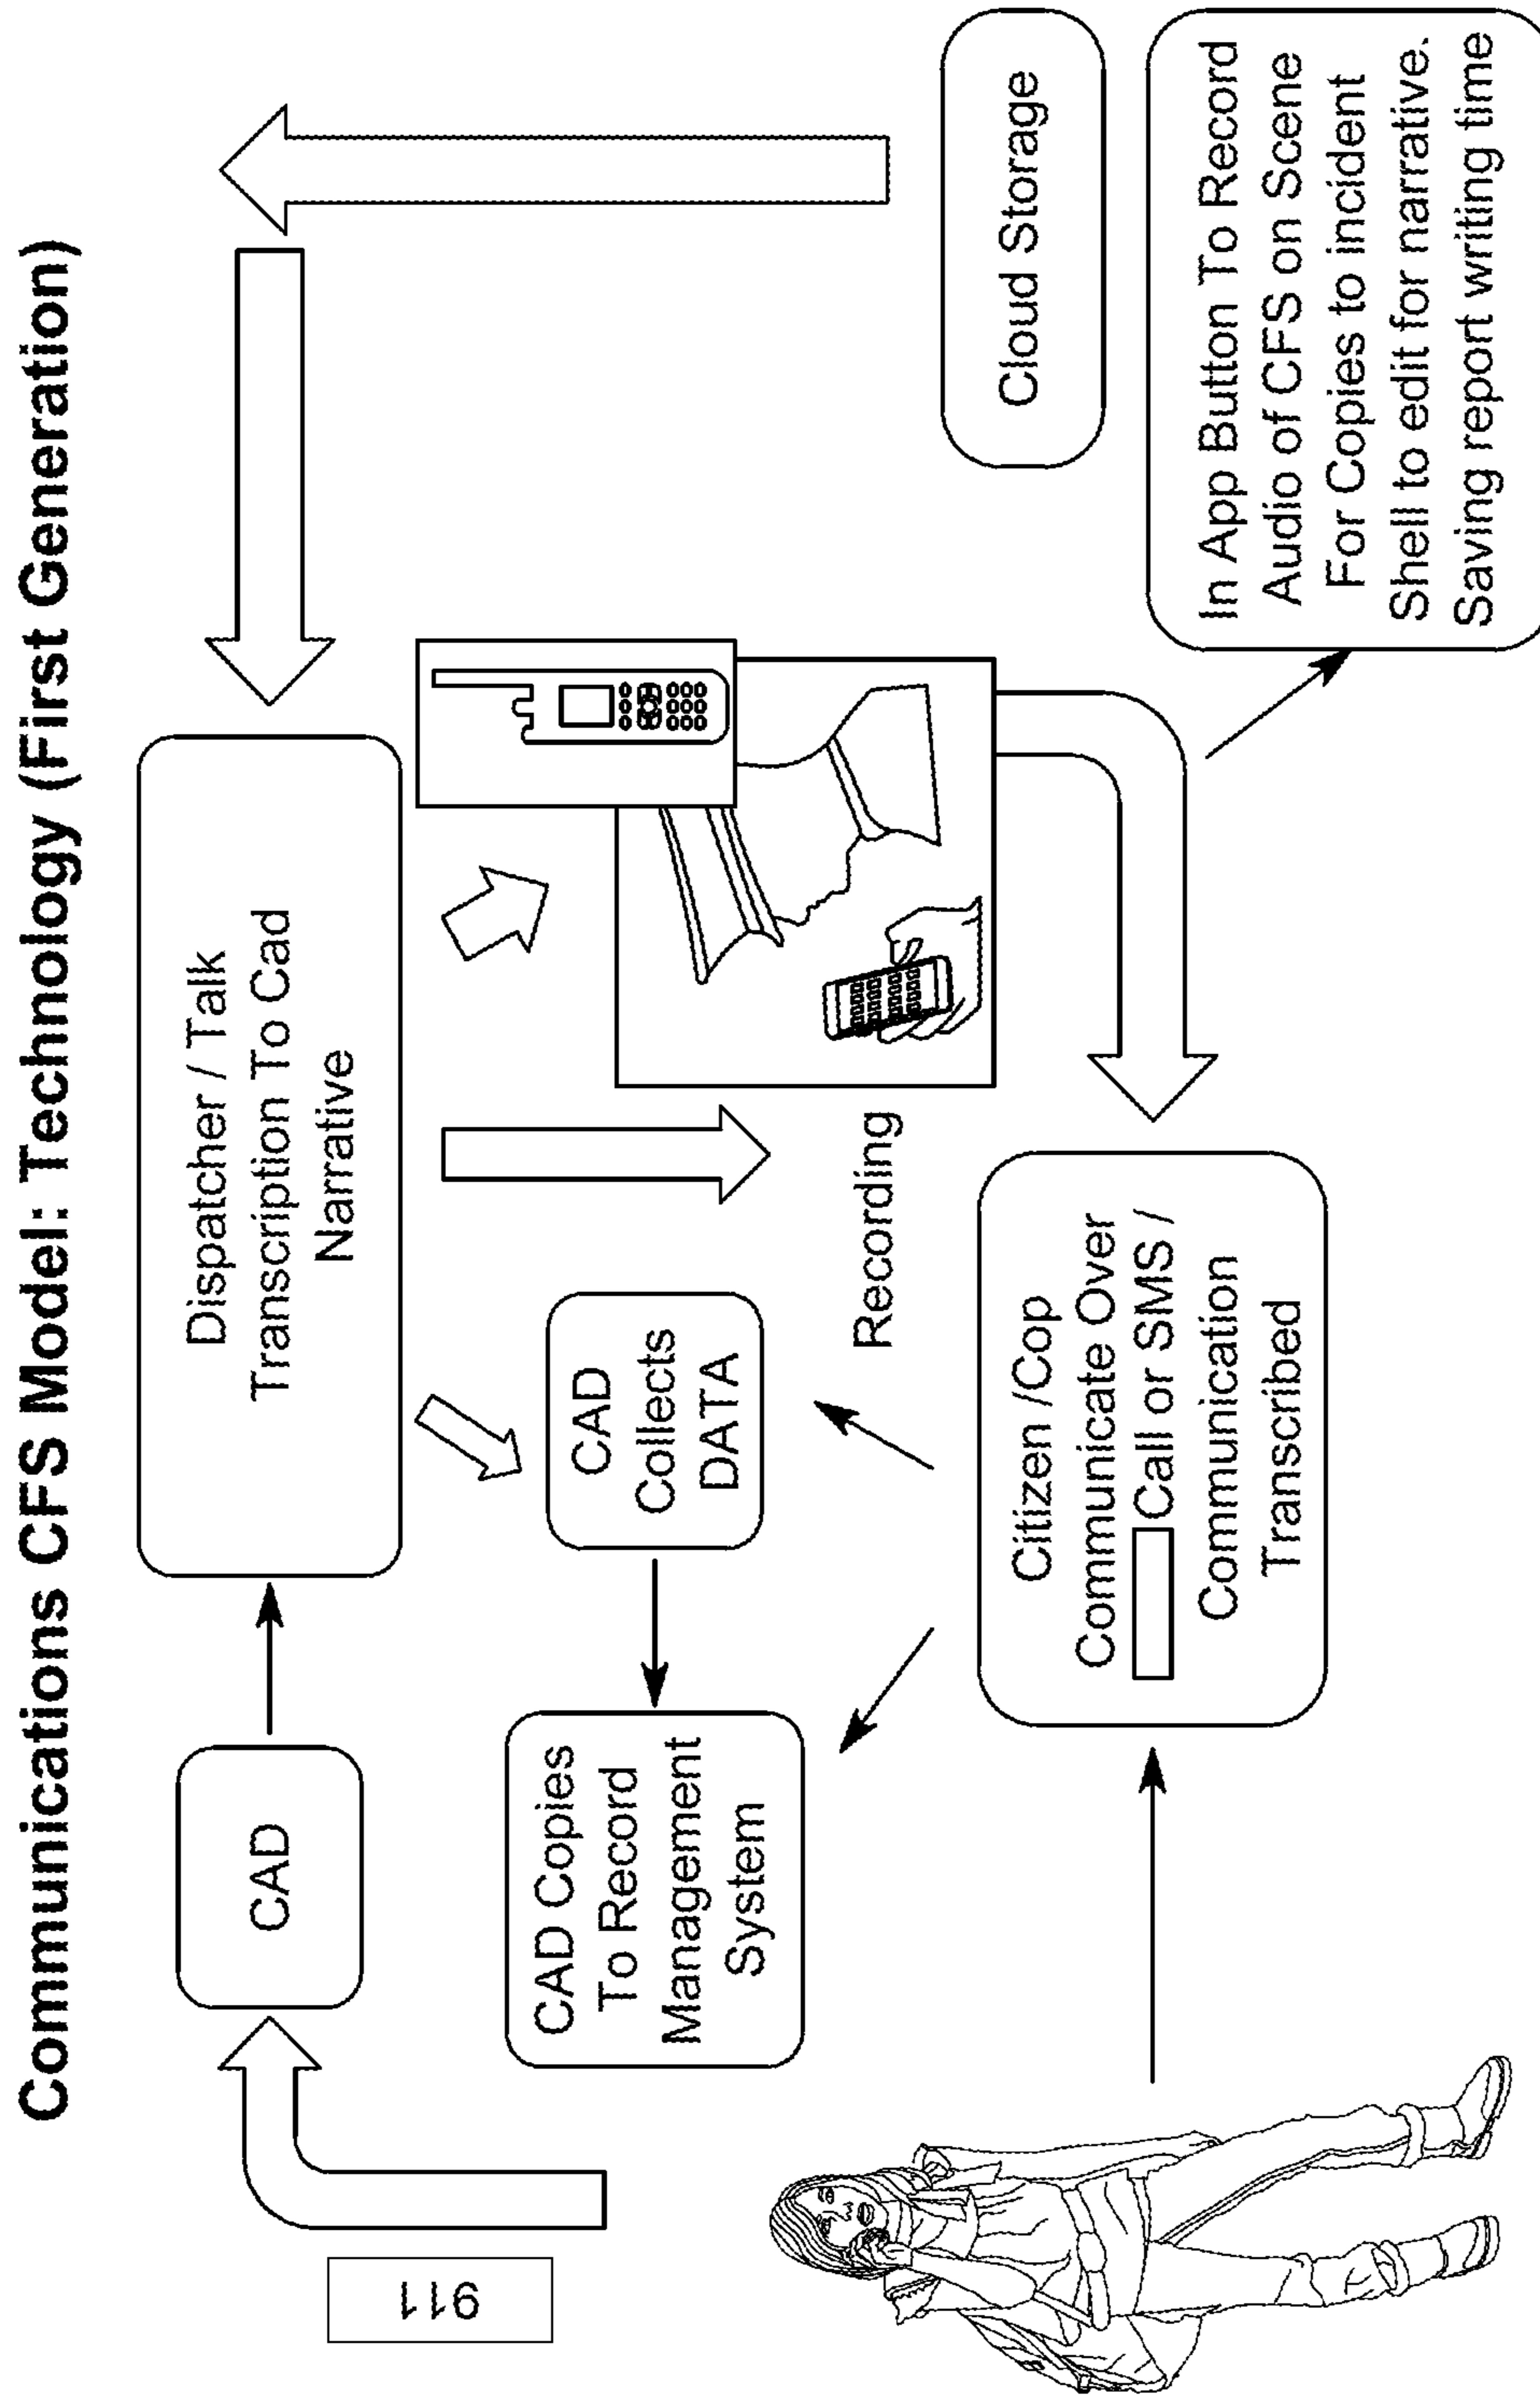 Communications CFS Model: Technology (First Generation)
911
CAD
Dispatcher / Talk
Transcription To Cad
Narrative
CAD Copies
To Record
Management
System
CAD
Collects
DATA
Recording
Citizen /Cop
Communicate Over
Call or SMS /
Communication
Transcribed
Cloud Storage
In App Button To Record
Audio of CFS on Scene
For Copies to incident
Shell to edit for narrative.
Saving report writing time